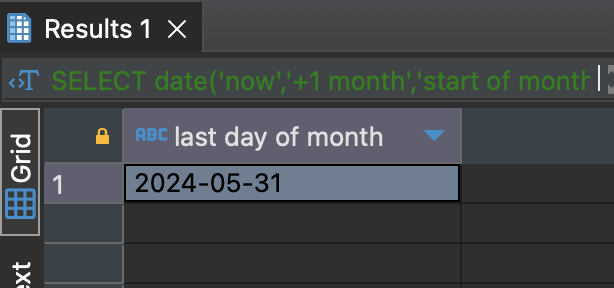 Results 1
SELECT date('now','+1 month','start of month
Grid
ABC last day of month
1 2024-05-31